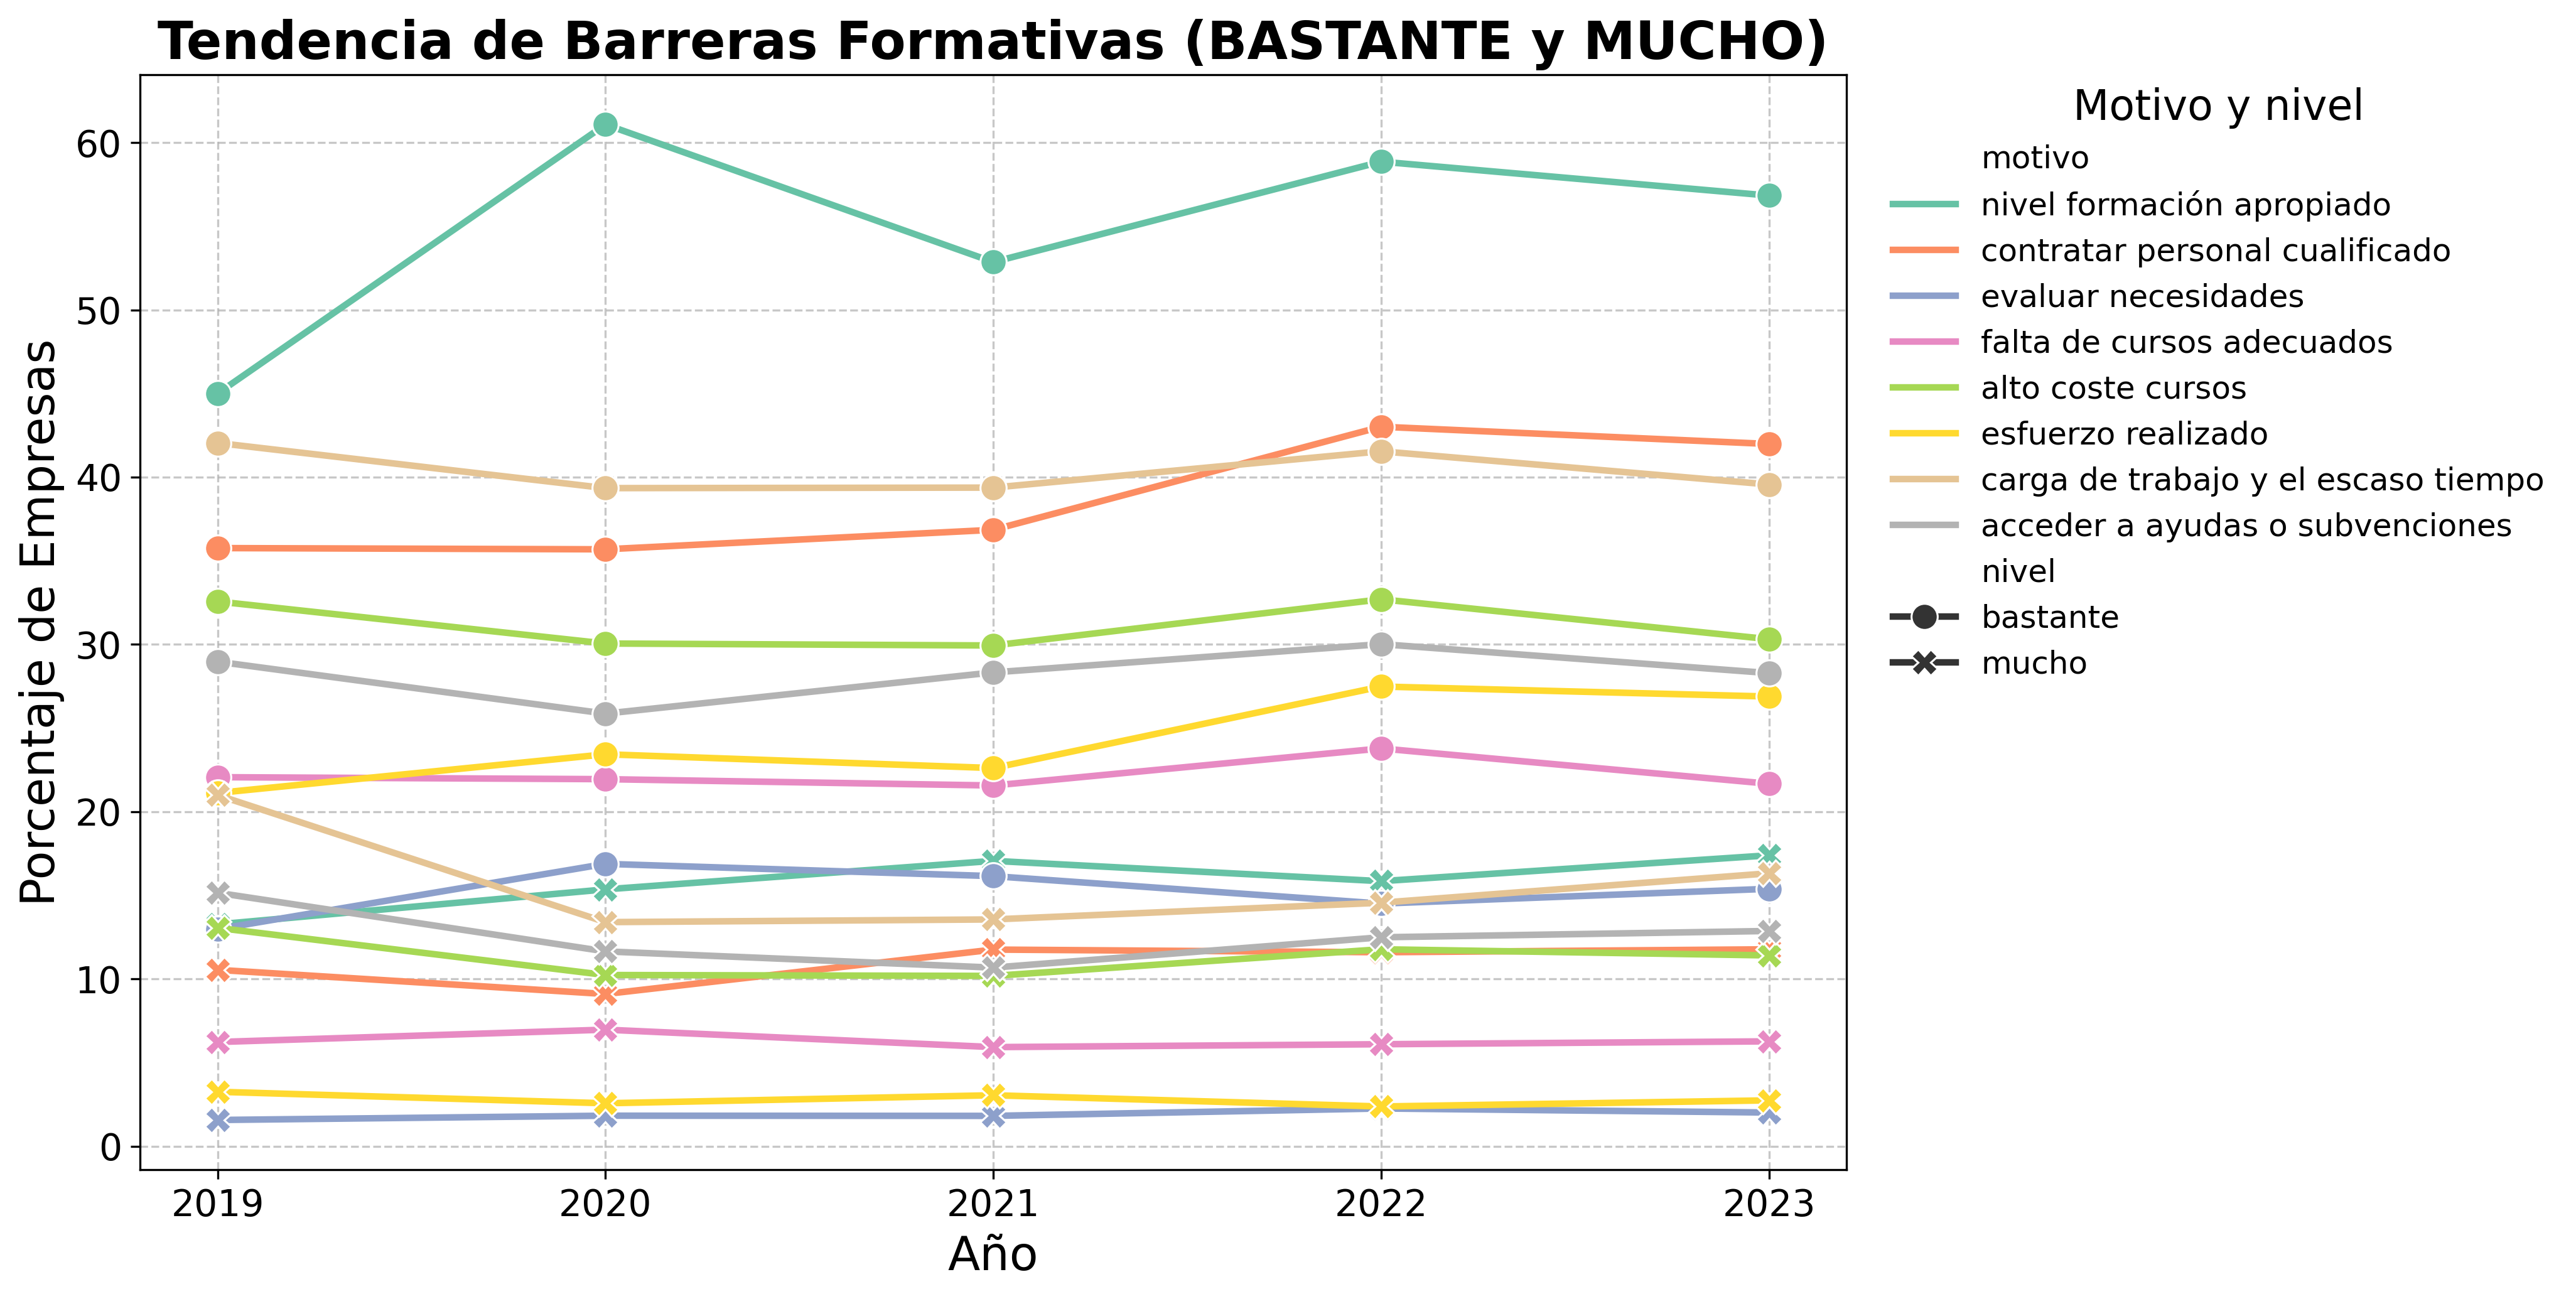 Tendencia de Barreras Formativas (BASTANTE y MUCHO)
Porcentaje de Empresas
60
50
40
30
20
10
0
2019 2020 2021 2022 2023
Año
Motivo y nivel
motivo
nivel formación apropiado
contratar personal cualificado
evaluar necesidades
falta de cursos adecuados
alto coste cursos
esfuerzo realizado
carga de trabajo y el escaso tiempo
acceder a ayudas o subvenciones
nivel
bastante
mucho